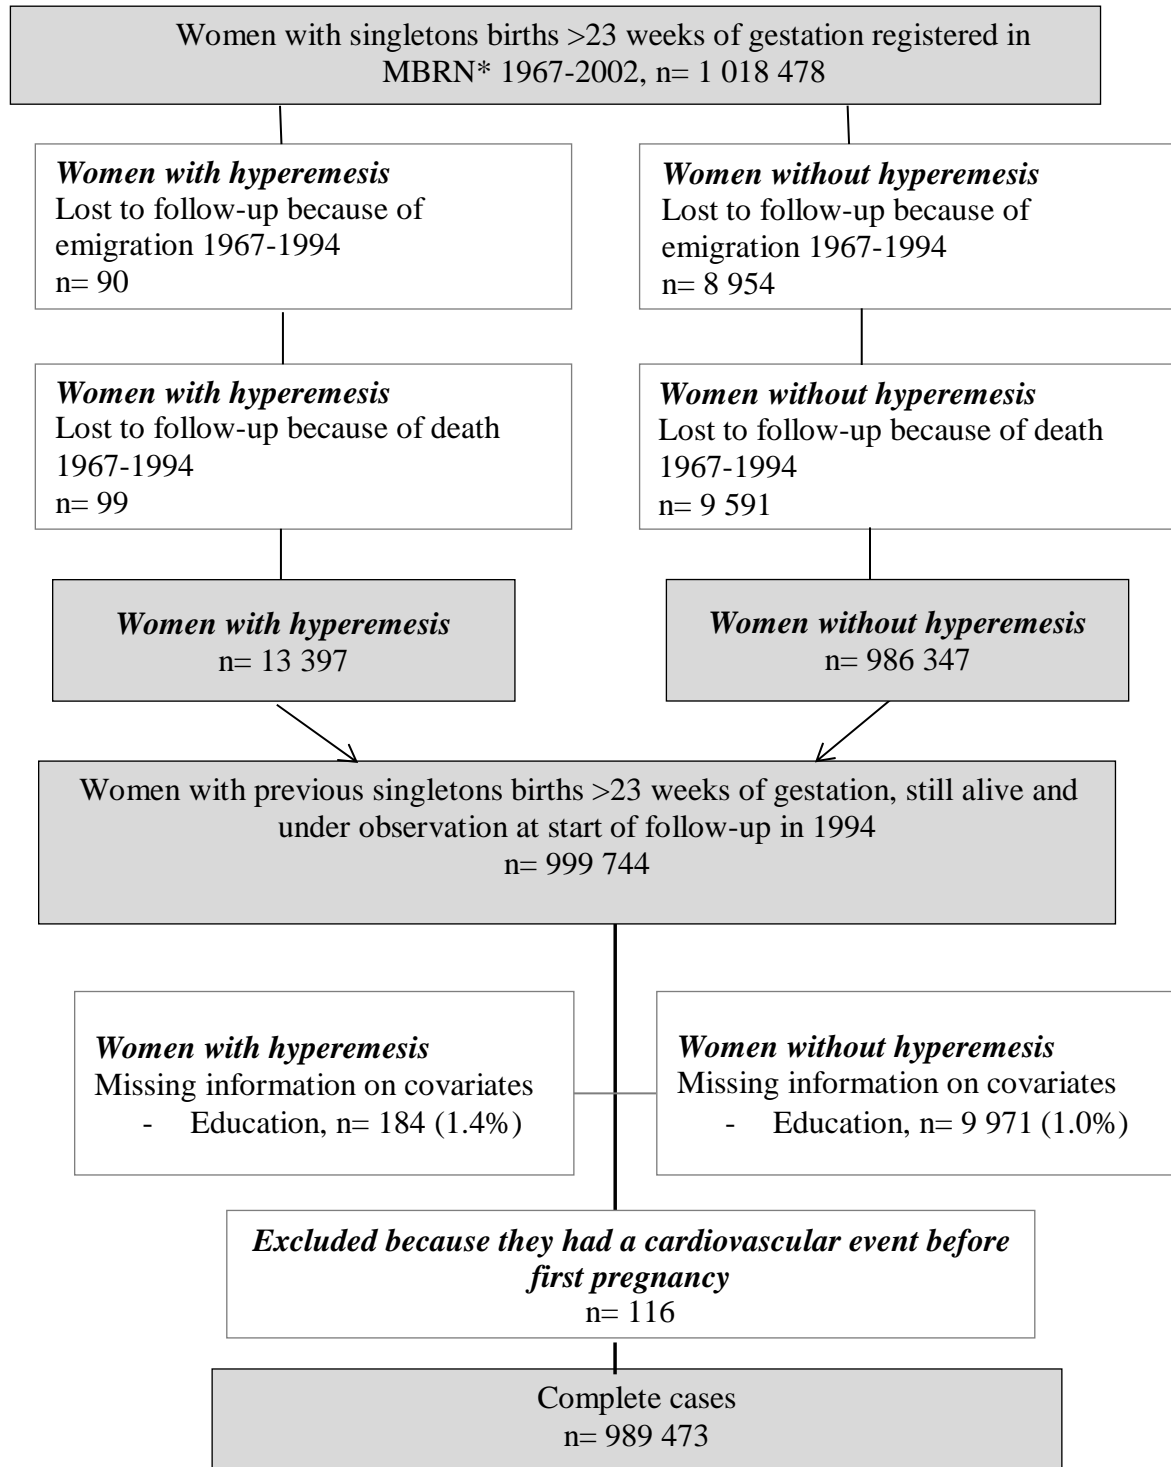 Women with singletons births >23 weeks of gestation registered in
MBRN* 1967-2002, n= 1 018 478
Women with hyperemesis
Lost to follow-up because of
emigration 1967-1994
n= 90
Women without hyperemesis
Lost to follow-up because of
emigration 1967-1994
n= 8 954
Women with hyperemesis
Lost to follow-up because of death
1967-1994
n= 99
Women without hyperemesis
Lost to follow-up because of death
1967-1994
n= 9 591
Women with hyperemesis
n= 13 397
Women without hyperemesis
n= 986 347
Women with previous singletons births >23 weeks of gestation, still alive and
under observation at start of follow-up in 1994
n= 999 744
Women with hyperemesis
Missing information on covariates
- Education, n= 184 (1.4%)
Women without hyperemesis
Missing information on covariates
- Education, n= 9 971 (1.0%)
Excluded because they had a cardiovascular event before
first pregnancy
n= 116
Complete cases
n= 989 473